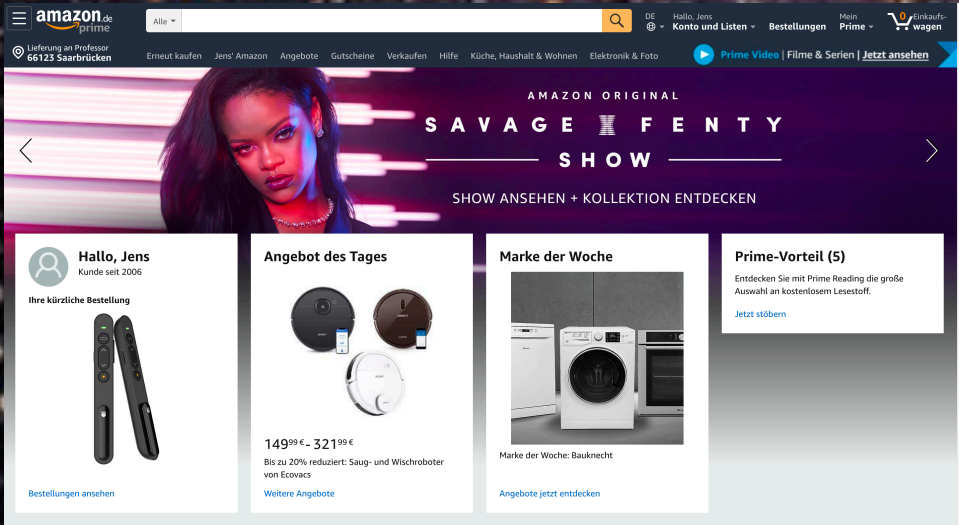 amazon.de
prime
Alle
DE
Hallo, Jens
Konto und Listen
Bestellungen
Mein
Prime
0
Einkaufs-
wagen
Lieferung an Professor
66123 Saarbrücken
Erneut kaufen Jens' Amazon Angebote Gutscheine Verkaufen Hilfe Küche, Haushalt & Wohnen Elektronik & Foto
Prime Video | Filme & Serien | Jetzt ansehen
AMAZON ORIGINAL
SAVAGE X FENTY
SHOW
SHOW ANSEHEN + KOLLEKTION ENTDECKEN
Hallo, Jens
Kunde seit 2006
Ihre kürzliche Bestellung
Bestellungen ansehen
Angebot des Tages
149⁹⁹ € - 321⁹⁹ €
Bis zu 20% reduziert: Saug- und Wischroboter
von Ecovacs
Weitere Angebote
Marke der Woche
Marke der Woche: Bauknecht
Angebote jetzt entdecken
Prime-Vorteil (5)
Entdecken Sie mit Prime Reading die große
Auswahl an kostenlosem Lesestoff.
Jetzt stöbern